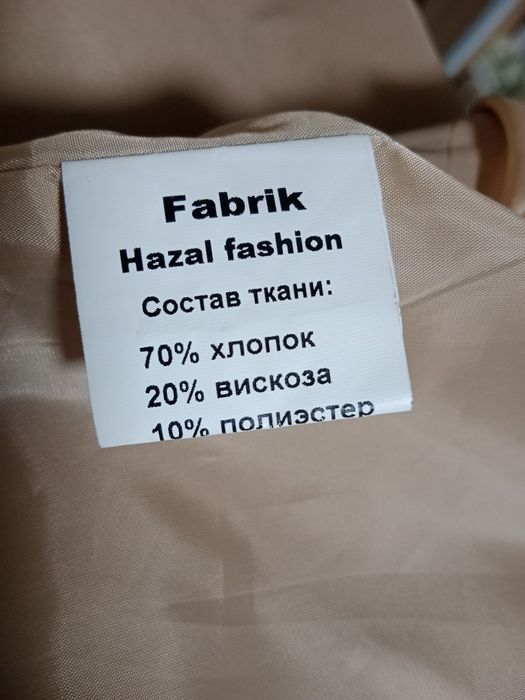 Fabrik
Hazal fashion
Состав ткани:
70% хлопок
20% вискоза
10% полиэстер